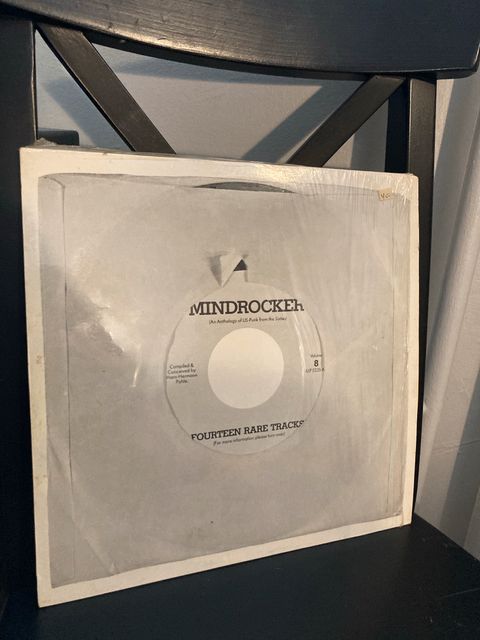 MINDROCKER
(An Anthology of US-Punk from the Sixties)
Compiled &
Conceived by
Hans-Hermann
Pohle.
Volume
8
FOURTEEN RARE TRACKS
(For more information please turn over)